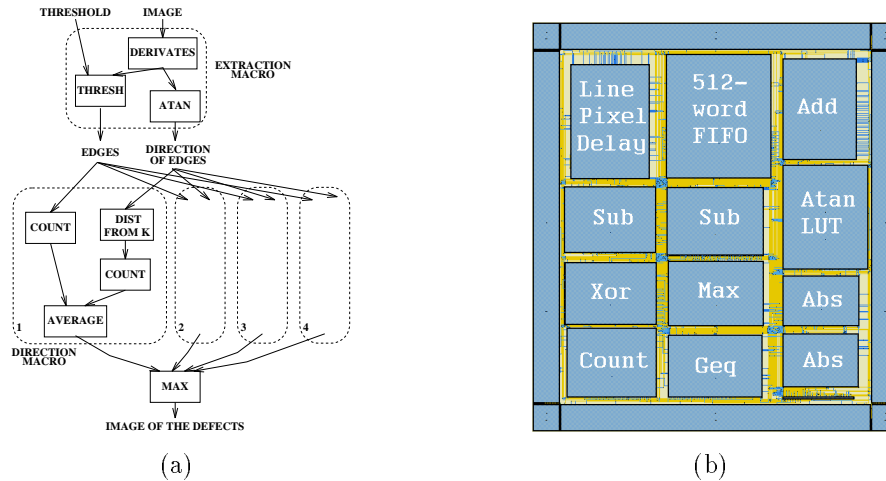 THRESHOLD
IMAGE
DERIVATES
EXTRACTION
MACRO
THRESH
ATAN
EDGES
DIRECTION
OF EDGES
COUNT
DIST
FROM K
COUNT
AVERAGE
1
2
3
4
DIRECTION
MACRO
MAX
IMAGE OF THE DEFECTS
(a)
Line
Pixel
Delay
512-
word
FIFO
Add
Sub
Sub
Atan
LUT
Xor
Max
Abs
Count
Geq
Abs
(b)